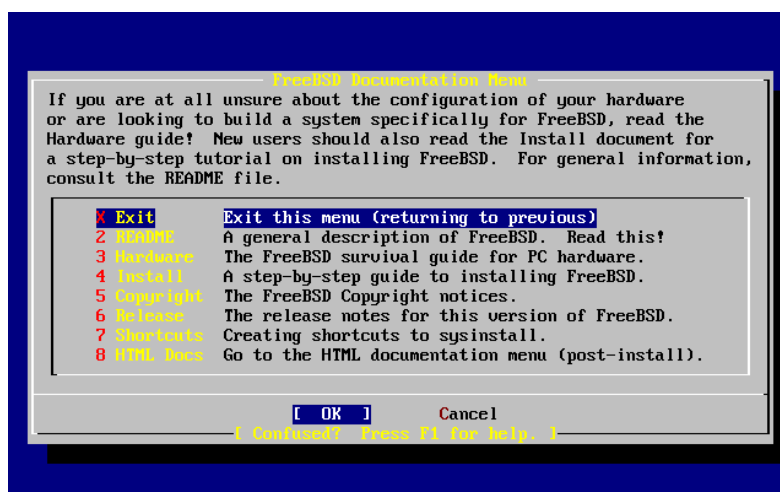 FreeBSD Documentation Menu
If you are at all unsure about the configuration of your hardware
or are looking to build a system specifically for FreeBSD, read the
Hardware guide!  New users should also read the Install document for
a step-by-step tutorial on installing FreeBSD.  For general information,
consult the README file.
X Exit Exit this menu (returning to previous)
2 README A general description of FreeBSD.  Read this!
3 Hardware The FreeBSD survival guide for PC hardware.
4 Install A step-by-step guide to installing FreeBSD.
5 Copyright The FreeBSD Copyright notices.
6 Release The release notes for this version of FreeBSD.
7 Shortcuts Creating shortcuts to sysinstall.
8 HTML Docs Go to the HTML documentation menu (post-install).
[ OK ] Cancel
[ Confused? Press F1 for help. ]